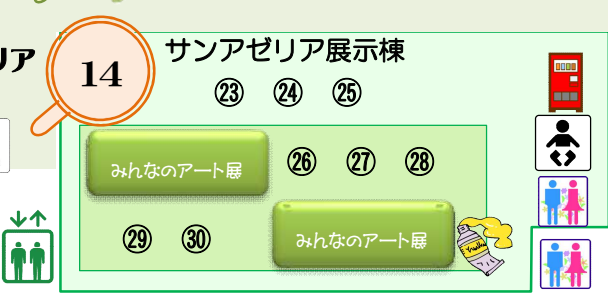 リア
14
サンアゼリア展示棟
㉓ ㉔ ㉕
みんなのアート展
㉖ ㉗ ㉘
㉙ ㉚
みんなのアート展